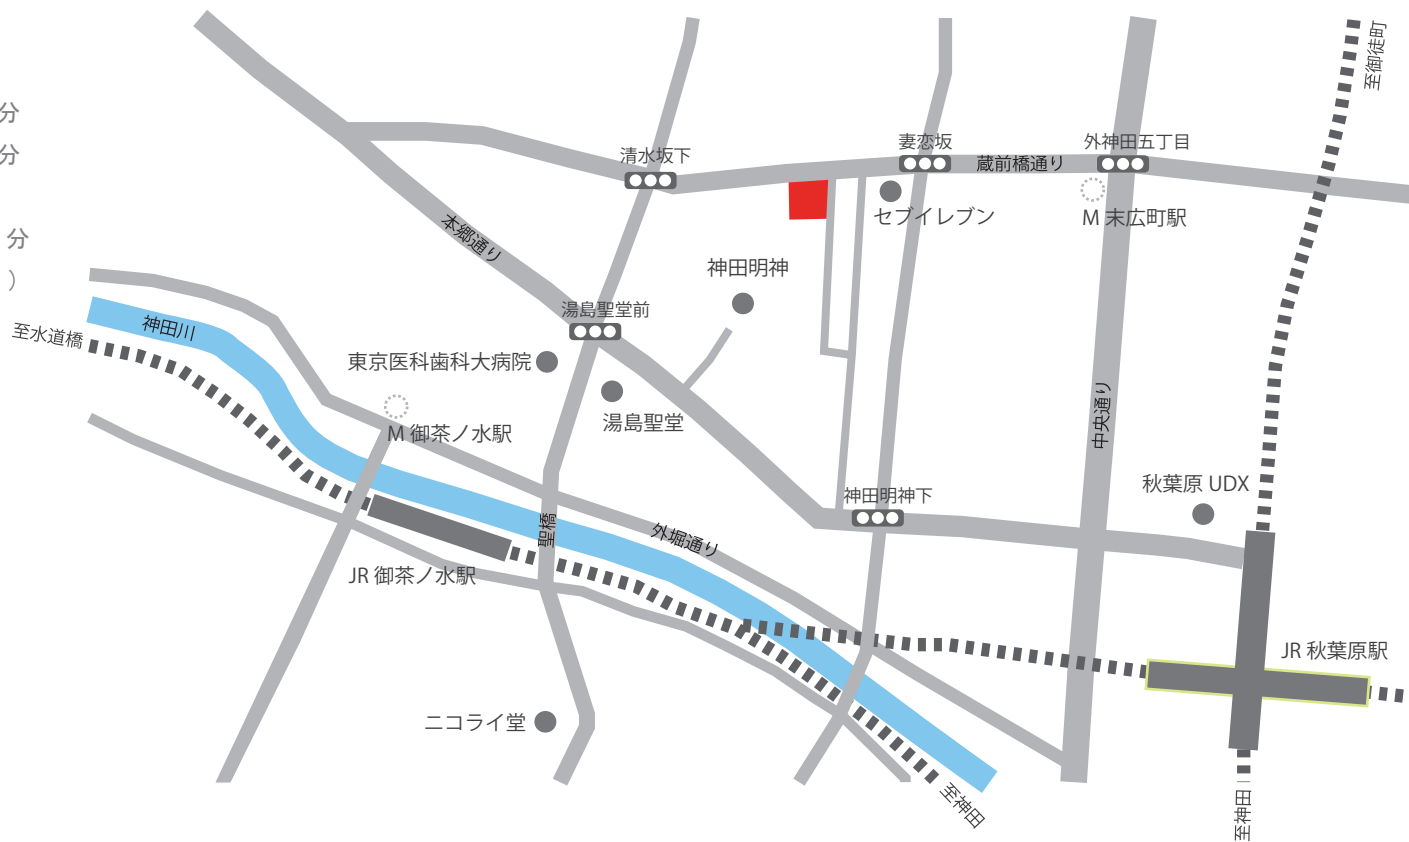 分
分
分
）
至御徒町
清水坂下
妻恋坂
外神田五丁目
蔵前橋通り
セブイレブン
M 末広町駅
本郷通り
神田明神
湯島聖堂前
神田川
至水道橋
東京医科歯科大病院
湯島聖堂
M 御茶ノ水駅
中央通り
神田明神下
秋葉原 UDX
聖橋
外堀通り
JR 御茶ノ水駅
JR 秋葉原駅
ニコライ堂
至神田
至神田